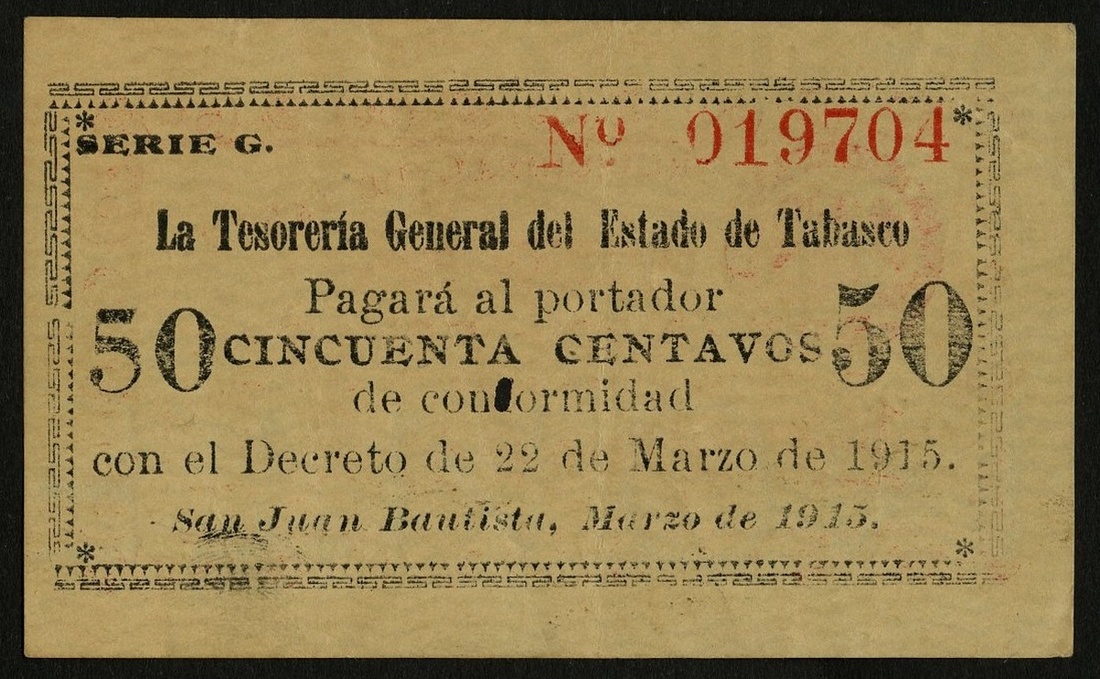 SERIE G. Nº 019704
La Tesorería General del Estado de Tabasco
Pagará al portador
50 CINCUENTA CENTAVOS 50
de conformidad
con el Decreto de 22 de Marzo de 1915.
San Juan Bautista, Marzo de 1915.